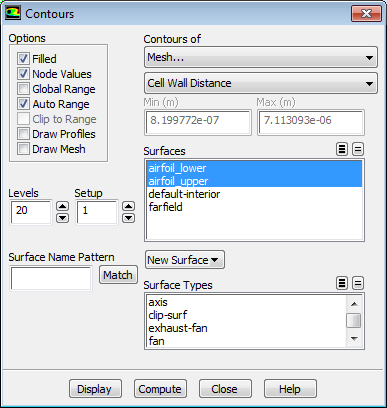 Contours
Options
Filled
Node Values
Global Range
Auto Range
Clip to Range
Draw Profiles
Draw Mesh
Levels
20
Setup
1
Surface Name Pattern
Match
Contours of
Mesh...
Cell Wall Distance
Min (m)
Max (m)
8.199772e-07
7.113093e-06
Surfaces
airfoil_lower
airfoil_upper
default-interior
farfield
New Surface
Surface Types
axis
clip-surf
exhaust-fan
fan
Display
Compute
Close
Help